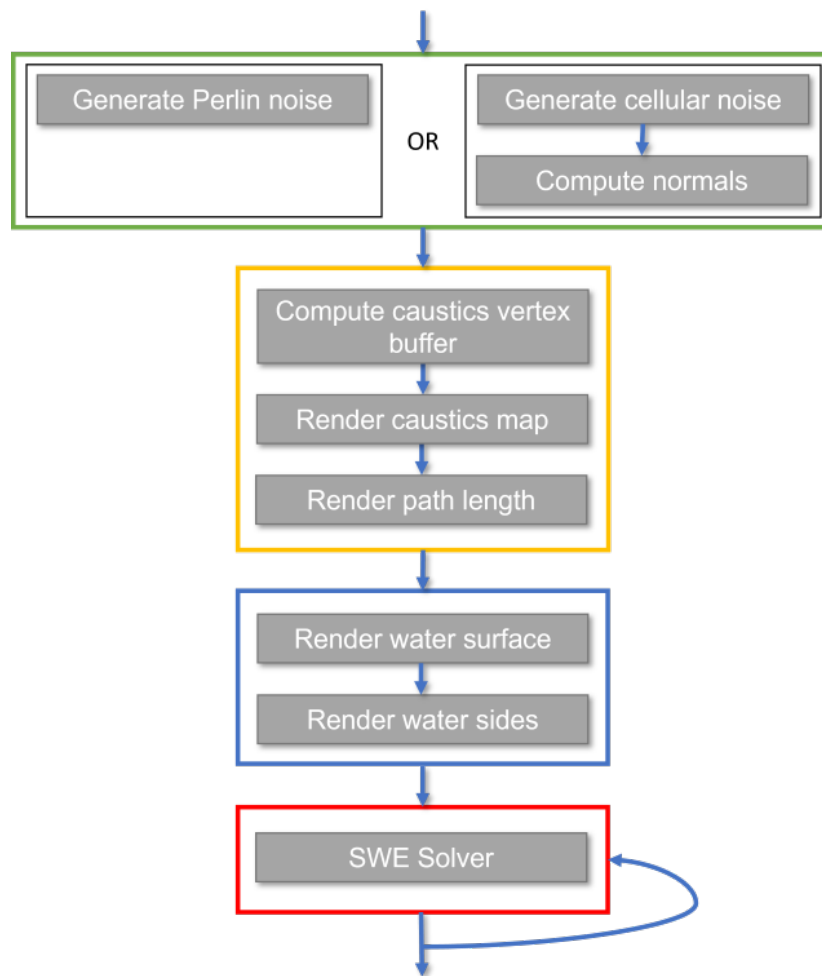 Generate Perlin noise
OR
Generate cellular noise
Compute normals
Compute caustics vertex
buffer
Render caustics map
Render path length
Render water surface
Render water sides
SWE Solver